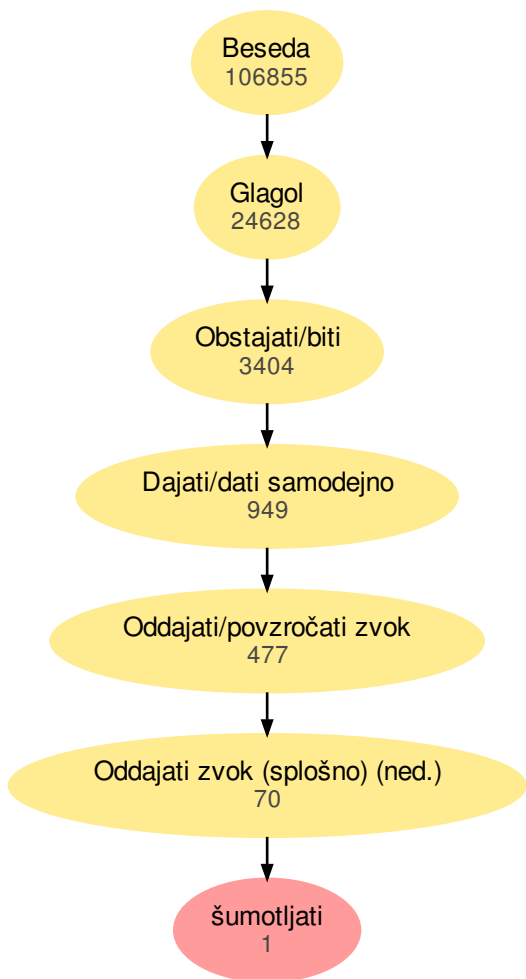 Beseda
106855
Glagol
24628
Obstajati/biti
3404
Dajati/dati samodejno
949
Oddajati/povzročati zvok
477
Oddajati zvok (splošno) (ned.)
70
šumotljati
1